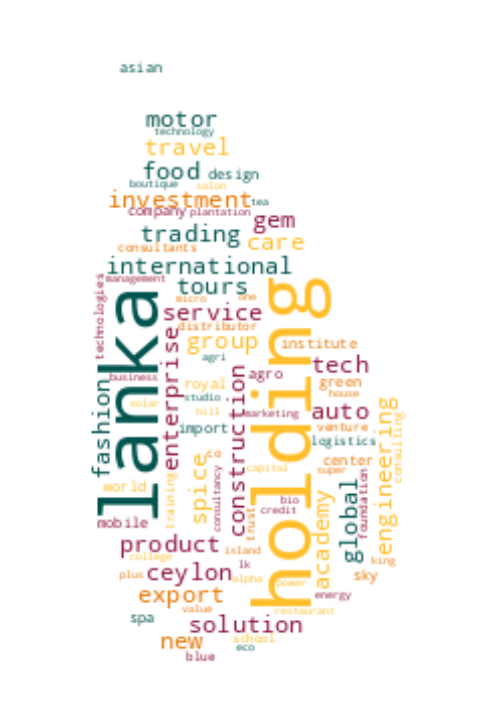 asian
motor
technology
travel
food
design
boutique
salon
investment
tea
company
plantation
gem
trading
care
consultants
international
management
technologies
tours
lanka
holding
micro
one
service
distributor
enterprise
group
institute
agri
tech
business
fashion
royal
agro
green
house
studio
construction
solar
hill
marketing
auto
venture
import
logistics
engineering
consulting
co
center
spice
capital
super
world
training
consultancy
bio
credit
academy
global
foundation
mobile
trust
product
island
college
lk
king
plus
ceylon
alpha
power
sky
export
energy
value
restaurant
spa
solution
new
school
eco
blue